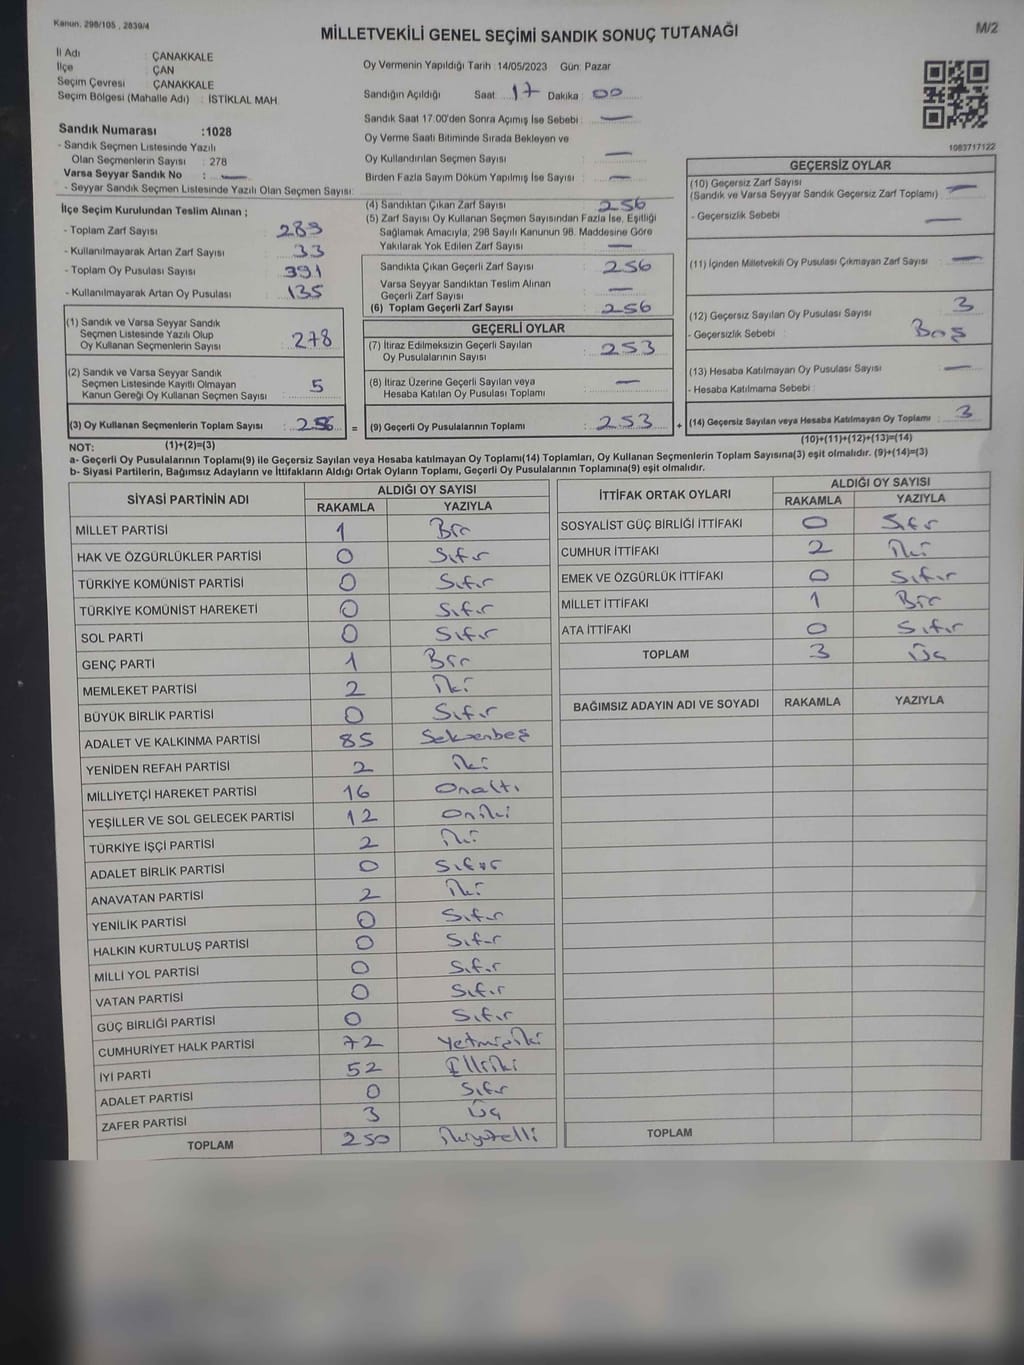 Kanun. 298/105 , 2839/4
MİLLETVEKİLİ GENEL SEÇİMİ SANDIK SONUÇ TUTANAĞI
M/2
İl Adı : ÇANAKKALE
İlçe : ÇAN
Seçim Çevresi : ÇANAKKALE
Seçim Bölgesi (Mahalle Adı) : İSTİKLAL MAH.
Sandık Numarası :1028
- Sandık Seçmen Listesinde Yazılı
Olan Seçmenlerin Sayısı : 278
Varsa Seyyar Sandık No : —
- Seyyar Sandık Seçmen Listesinde Yazılı Olan Seçmen Sayısı:
Oy Vermenin Yapıldığı Tarih :14/05/2023 Gün: Pazar
Sandığın Açıldığı Saat 17 Dakika : 00
Sandık Saat 17:00'den Sonra Açımış İse Sebebi : —
Oy Verme Saati Bitiminde Sırada Bekleyen ve
Oy Kullandırılan Seçmen Sayısı —
Birden Fazla Sayım Döküm Yapılmış İse Sayısı : —
1083717122
İlçe Seçim Kurulundan Teslim Alınan ;
- Toplam Zarf Sayısı : 289
- Kullanılmayarak Artan Zarf Sayısı : 33
- Toplam Oy Pusulası Sayısı : 391
- Kullanılmayarak Artan Oy Pusulası : 135
(1) Sandık ve Varsa Seyyar Sandık
Seçmen Listesinde Yazılı Olup
Oy Kullanan Seçmenlerin Sayısı : 278
(2) Sandık ve Varsa Seyyar Sandık
Seçmen Listesinde Kayıtlı Olmayan
Kanun Gereği Oy Kullanan Seçmen Sayısı : 5
(3) Oy Kullanan Seçmenlerin Toplam Sayısı : 256
(4) Sandıktan Çıkan Zarf Sayısı : 256
(5) Zarf Sayısı Oy Kullanan Seçmen Sayısından Fazla İse, Eşitliği
Sağlamak Amacıyla, 298 Sayılı Kanunun 98. Maddesine Göre
Yakılarak Yok Edilen Zarf Sayısı : —
Sandıkta Çıkan Geçerli Zarf Sayısı : 256
Varsa Seyyar Sandıktan Teslim Alınan
Geçerli Zarf Sayısı : —
(6) Toplam Geçerli Zarf Sayısı : 256
GEÇERLİ OYLAR
(7) İtiraz Edilmeksizin Geçerli Sayılan
Oy Pusulalarının Sayısı : 253
(8) İtiraz Üzerine Geçerli Sayılan veya
Hesaba Katılan Oy Pusulası Toplamı : —
= (9) Geçerli Oy Pusulalarının Toplamı : 253 +
GEÇERSİZ OYLAR
(10) Geçersiz Zarf Sayısı
(Sandık ve Varsa Seyyar Sandık Geçersiz Zarf Toplamı) : —
- Geçersizlik Sebebi : —
(11) İçinden Milletvekili Oy Pusulası Çıkmayan Zarf Sayısı : —
(12) Geçersiz Sayılan Oy Pusulası Sayısı : 3
- Geçersizlik Sebebi : Boş
(13) Hesaba Katılmayan Oy Pusulası Sayısı : —
- Hesaba Katılmama Sebebi :
(14) Geçersiz Sayılan veya Hesaba Katılmayan Oy Toplamı : 3
NOT: (1)+(2)=(3)
(10)+(11)+(12)+(13)=(14)
a- Geçerli Oy Pusulalarının Toplamı(9) ile Geçersiz Sayılan veya Hesaba katılmayan Oy Toplamı(14) Toplamları, Oy Kullanan Seçmenlerin Toplam Sayısına(3) eşit olmalıdır. (9)+(14)=(3)
b- Siyasi Partilerin, Bağımsız Adayların ve İttifakların Aldığı Ortak Oyların Toplamı, Geçerli Oy Pusulalarının Toplamına(9) eşit olmalıdır.
SİYASİ PARTİNİN ADI
ALDIĞI OY SAYISI
RAKAMLA YAZIYLA
MİLLET PARTİSİ 1 Bir
HAK VE ÖZGÜRLÜKLER PARTİSİ 0 Sıfır
TÜRKİYE KOMÜNİST PARTİSİ 0 Sıfır
TÜRKİYE KOMÜNİST HAREKETİ 0 Sıfır
SOL PARTİ 0 Sıfır
GENÇ PARTİ 1 Bir
MEMLEKET PARTİSİ 2 İki
BÜYÜK BİRLİK PARTİSİ 0 Sıfır
ADALET VE KALKINMA PARTİSİ 85 Seksenbeş
YENİDEN REFAH PARTİSİ 2 İki
MİLLİYETÇİ HAREKET PARTİSİ 16 Onaltı
YEŞİLLER VE SOL GELECEK PARTİSİ 12 Oniki
TÜRKİYE İŞÇİ PARTİSİ 2 İki
ADALET BİRLİK PARTİSİ 0 Sıfır
ANAVATAN PARTİSİ 2 İki
YENİLİK PARTİSİ 0 Sıfır
HALKIN KURTULUŞ PARTİSİ 0 Sıfır
MİLLİ YOL PARTİSİ 0 Sıfır
VATAN PARTİSİ 0 Sıfır
GÜÇ BİRLİĞİ PARTİSİ 0 Sıfır
CUMHURİYET HALK PARTİSİ 72 Yetmişiki
İYİ PARTİ 52 Elliiki
ADALET PARTİSİ 0 Sıfır
ZAFER PARTİSİ 3 Üç
TOPLAM 250 İkiyüzelli
İTTİFAK ORTAK OYLARI
ALDIĞI OY SAYISI
RAKAMLA YAZIYLA
SOSYALİST GÜÇ BİRLİĞİ İTTİFAKI 0 Sıfır
CUMHUR İTTİFAKI 2 İki
EMEK VE ÖZGÜRLÜK İTTİFAKI 0 Sıfır
MİLLET İTTİFAKI 1 Bir
ATA İTTİFAKI 0 Sıfır
TOPLAM 3 Üç
BAĞIMSIZ ADAYIN ADI VE SOYADI RAKAMLA YAZIYLA
TOPLAM